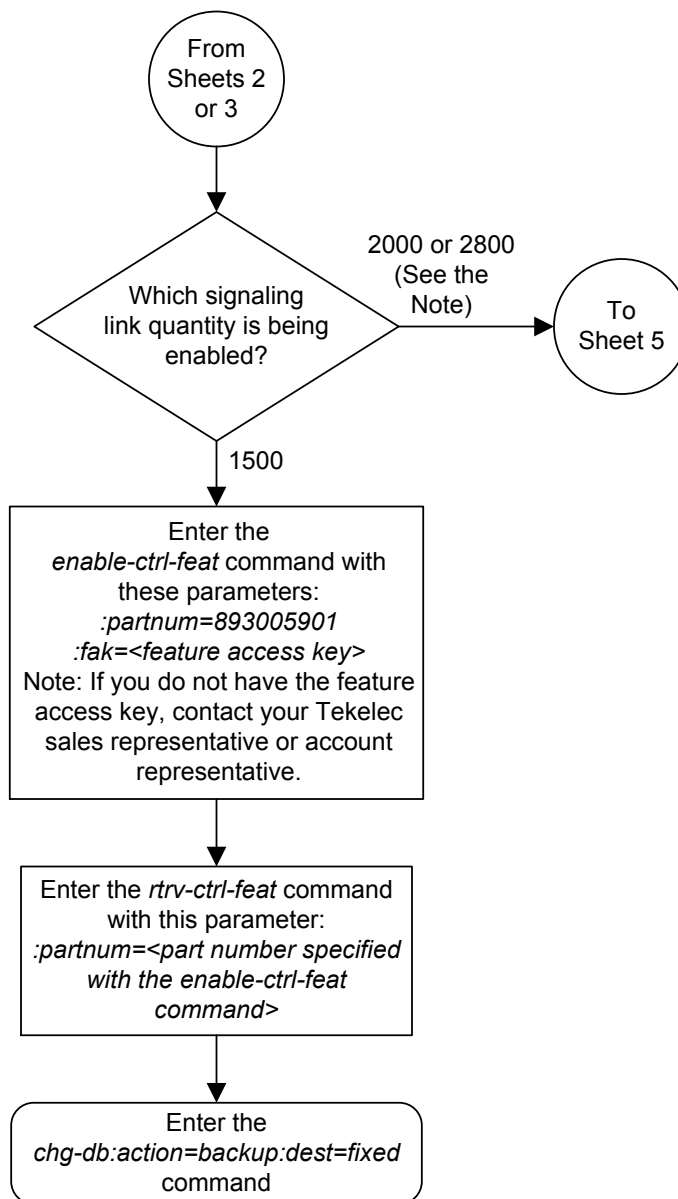 From
Sheets 2
or 3
Which signaling
link quantity is being
enabled?
2000 or 2800
(See the
Note)
To
Sheet 5
1500
Enter the
enable-ctrl-feat command with
these parameters:
:partnum=893005901
:fak=<feature access key>
Note: If you do not have the feature
access key, contact your Tekelec
sales representative or account
representative.
Enter the rtrv-ctrl-feat command
with this parameter:
:partnum=<part number specified
with the enable-ctrl-feat
command>
Enter the
chg-db:action=backup:dest=fixed
command